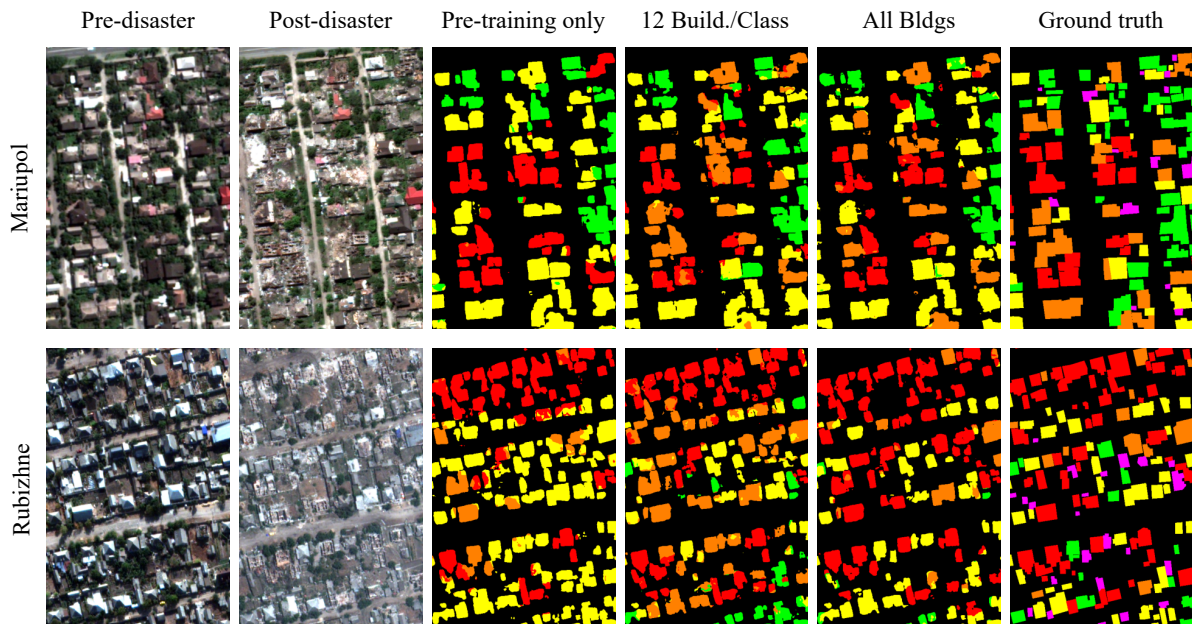 Pre-disaster Post-disaster Pre-training only 12 Build./Class All Bldgs Ground truth
Mariupol
Rubizhne